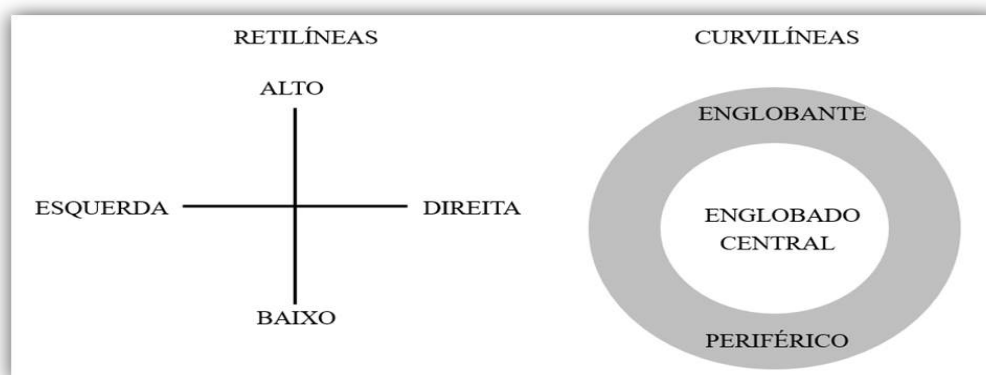 RETILÍNEAS
CURVILÍNEAS
ALTO
ESQUERDA
DIREITA
BAIXO
ENGLOBANTE
ENGLOBADO
CENTRAL
PERIFÉRICO